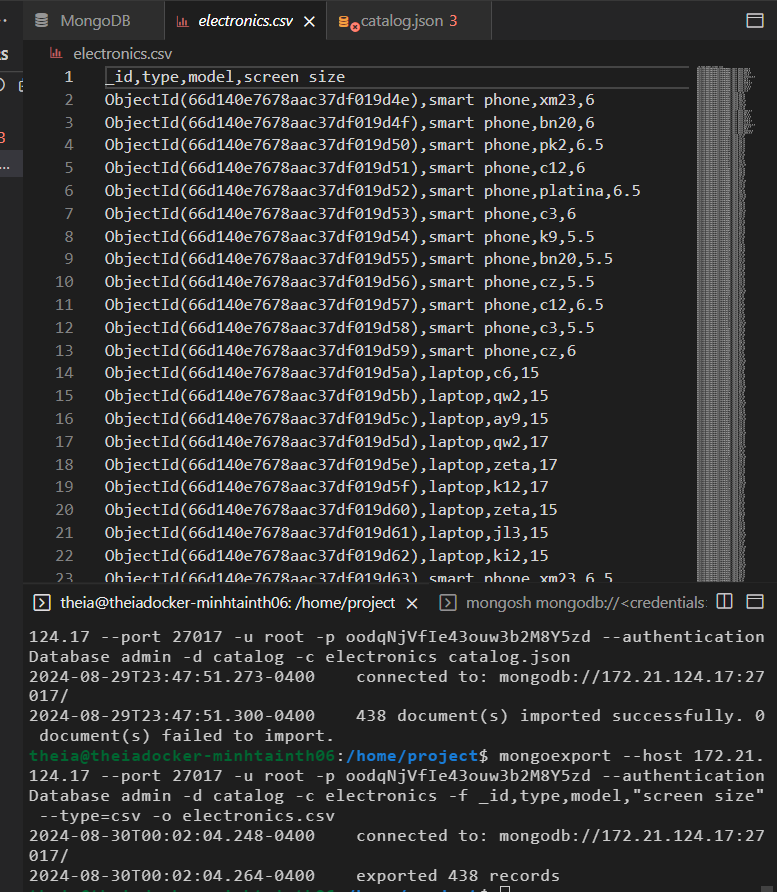 MongoDB
electronics.csv
catalog.json 3
S
electronics.csv
3
...
1 _id,type,model,screen size
2 ObjectId(66d140e7678aac37df019d4e),smart phone,xm23,6
3 ObjectId(66d140e7678aac37df019d4f),smart phone,bn20,6
4 ObjectId(66d140e7678aac37df019d50),smart phone,pk2,6.5
5 ObjectId(66d140e7678aac37df019d51),smart phone,c12,6
6 ObjectId(66d140e7678aac37df019d52),smart phone,platina,6.5
7 ObjectId(66d140e7678aac37df019d53),smart phone,c3,6
8 ObjectId(66d140e7678aac37df019d54),smart phone,k9,5.5
9 ObjectId(66d140e7678aac37df019d55),smart phone,bn20,5.5
10 ObjectId(66d140e7678aac37df019d56),smart phone,cz,5.5
11 ObjectId(66d140e7678aac37df019d57),smart phone,c12,6.5
12 ObjectId(66d140e7678aac37df019d58),smart phone,c3,5.5
13 ObjectId(66d140e7678aac37df019d59),smart phone,cz,6
14 ObjectId(66d140e7678aac37df019d5a),laptop,c6,15
15 ObjectId(66d140e7678aac37df019d5b),laptop,qw2,15
16 ObjectId(66d140e7678aac37df019d5c),laptop,ay9,15
17 ObjectId(66d140e7678aac37df019d5d),laptop,qw2,17
18 ObjectId(66d140e7678aac37df019d5e),laptop,zeta,17
19 ObjectId(66d140e7678aac37df019d5f),laptop,k12,17
20 ObjectId(66d140e7678aac37df019d60),laptop,zeta,15
21 ObjectId(66d140e7678aac37df019d61),laptop,jl3,15
22 ObjectId(66d140e7678aac37df019d62),laptop,ki2,15
23 ObjectId(66d140e7678aac37df019d63),smart phone,xm23,6.5
theia@theiadocker-minhtainth06: /home/project
mongosh mongodb://<credentials
124.17 --port 27017 -u root -p oodqNjVfIe43ouw3b2M8Y5zd --authentication
Database admin -d catalog -c electronics catalog.json
2024-08-29T23:47:51.273-0400 connected to: mongodb://172.21.124.17:27
017/
2024-08-29T23:47:51.300-0400 438 document(s) imported successfully. 0
document(s) failed to import.
theia@theiadocker-minhtainth06:/home/project$ mongoexport --host 172.21.
124.17 --port 27017 -u root -p oodqNjVfIe43ouw3b2M8Y5zd --authentication
Database admin -d catalog -c electronics -f _id,type,model,"screen size"
--type=csv -o electronics.csv
2024-08-30T00:02:04.248-0400 connected to: mongodb://172.21.124.17:27
017/
2024-08-30T00:02:04.264-0400 exported 438 records